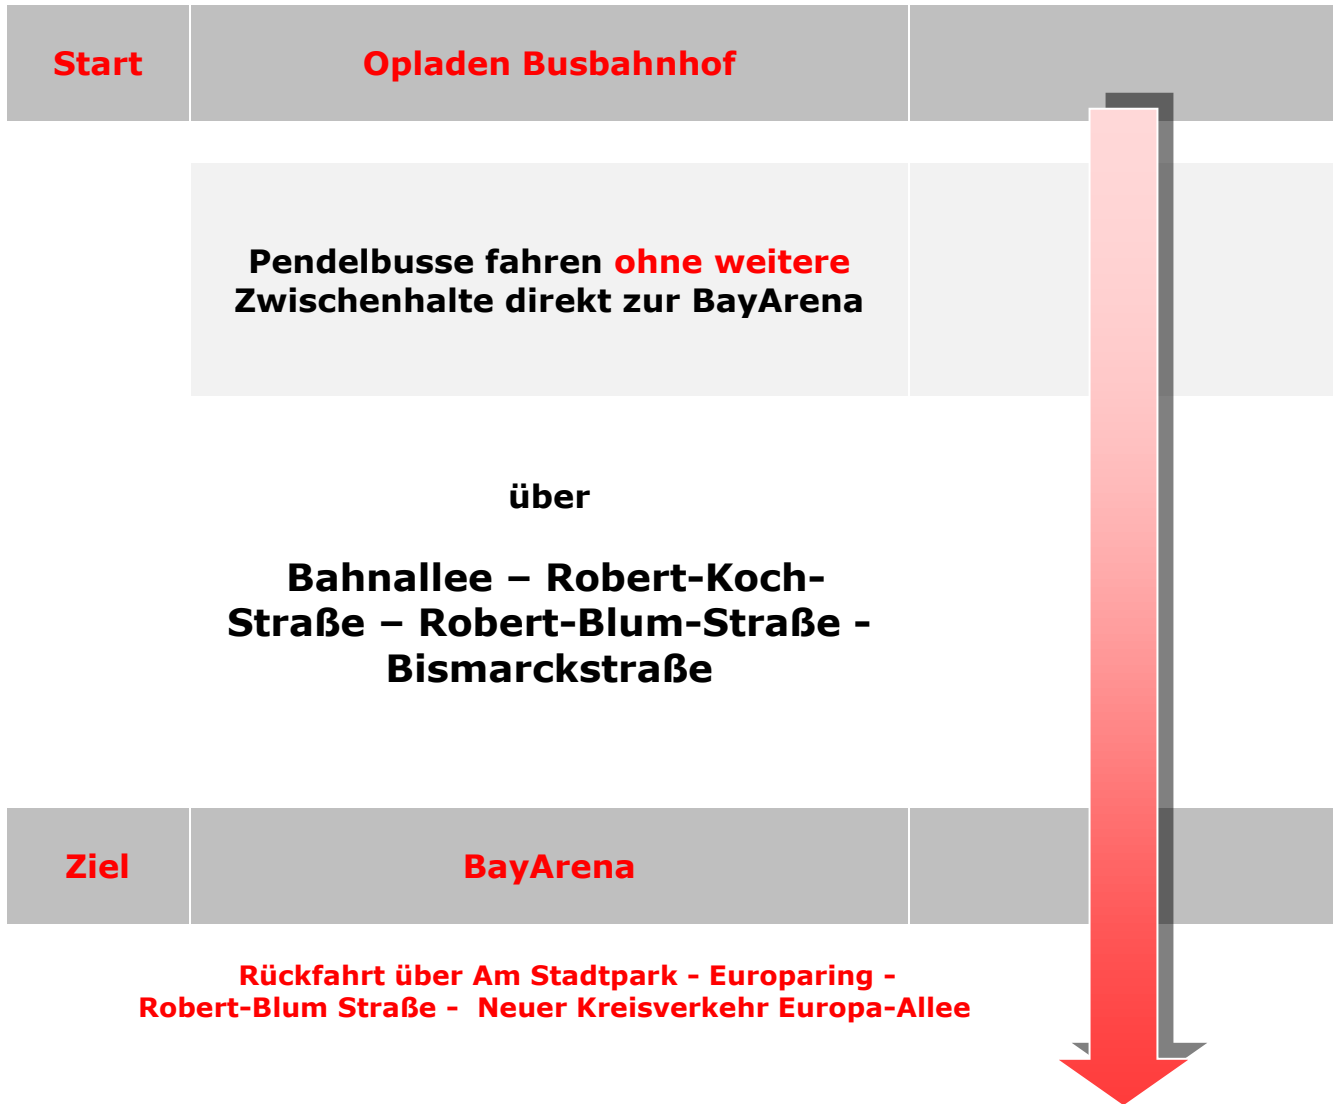 Start
Opladen Busbahnhof
Pendelbusse fahren ohne weitere
Zwischenhalte direkt zur BayArena
über
Bahnallee – Robert-Koch-
Straße – Robert-Blum-Straße -
Bismarckstraße
Ziel
BayArena
Rückfahrt über Am Stadtpark - Europaring -
Robert-Blum Straße - Neuer Kreisverkehr Europa-Allee